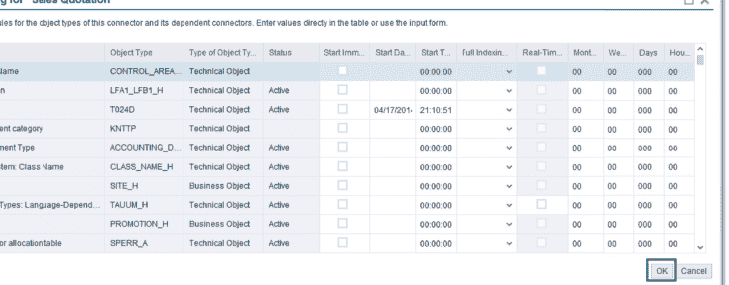 ng for "Sales Quotation"
ules for the object types of this connector and its dependent connectors. Enter values directly in the table or use the input form.
Object Type Type of Object Ty... Status Start Imm... Start Da... Start T... Full Indexin... Real-Tim... Mont... We... Days Hou...
Name CONTROL_AREA... Technical Object 00:00:00 00 00 000 00
n LFA1_LFB1_H Technical Object Active 00:00:00 00 00 000 00
T024D Technical Object Active 04/17/201 21:10:51 00 00 000 00
ent category KNTTP Technical Object 00:00:00 00 00 000 00
ment Type ACCOUNTING_D... Technical Object Active 00:00:00 00 00 000 00
stem: Class Name CLASS_NAME_H Technical Object Active 00:00:00 00 00 000 00
SITE_H Business Object Active 00:00:00 00 00 000 00
Types: Language-Depend... TAUUM_H Technical Object Active 00:00:00 00 00 000 00
PROMOTION_H Business Object Active 00:00:00 00 00 000 00
or allocationtable SPERR_A Technical Object Active 00:00:00 00 00 000 00
OK Cancel